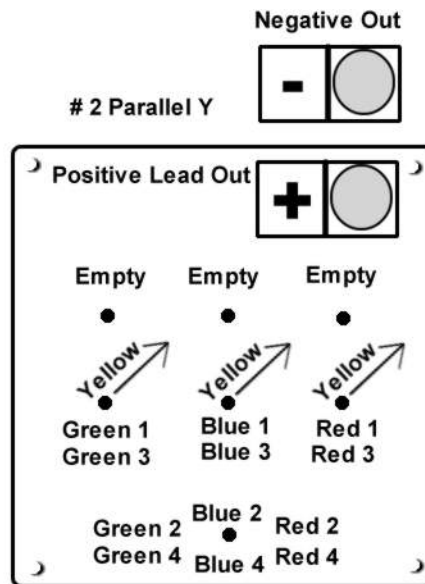 Negative Out
-
# 2 Parallel Y
Positive Lead Out
+
Empty Empty Empty
Yellow Yellow Yellow
Green 1 Blue 1 Red 1
Green 3 Blue 3 Red 3
Green 2 Blue 2 Red 2
Green 4 Blue 4 Red 4